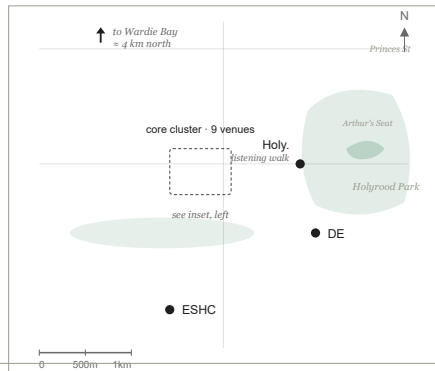 N
to Wardie Bay
≈ 4 km north
Princes St
Arthur's Seat
core cluster · 9 venues
Holy.
listening walk
Holyrood Park
see inset, left
DE
ESHC
0 500m 1km